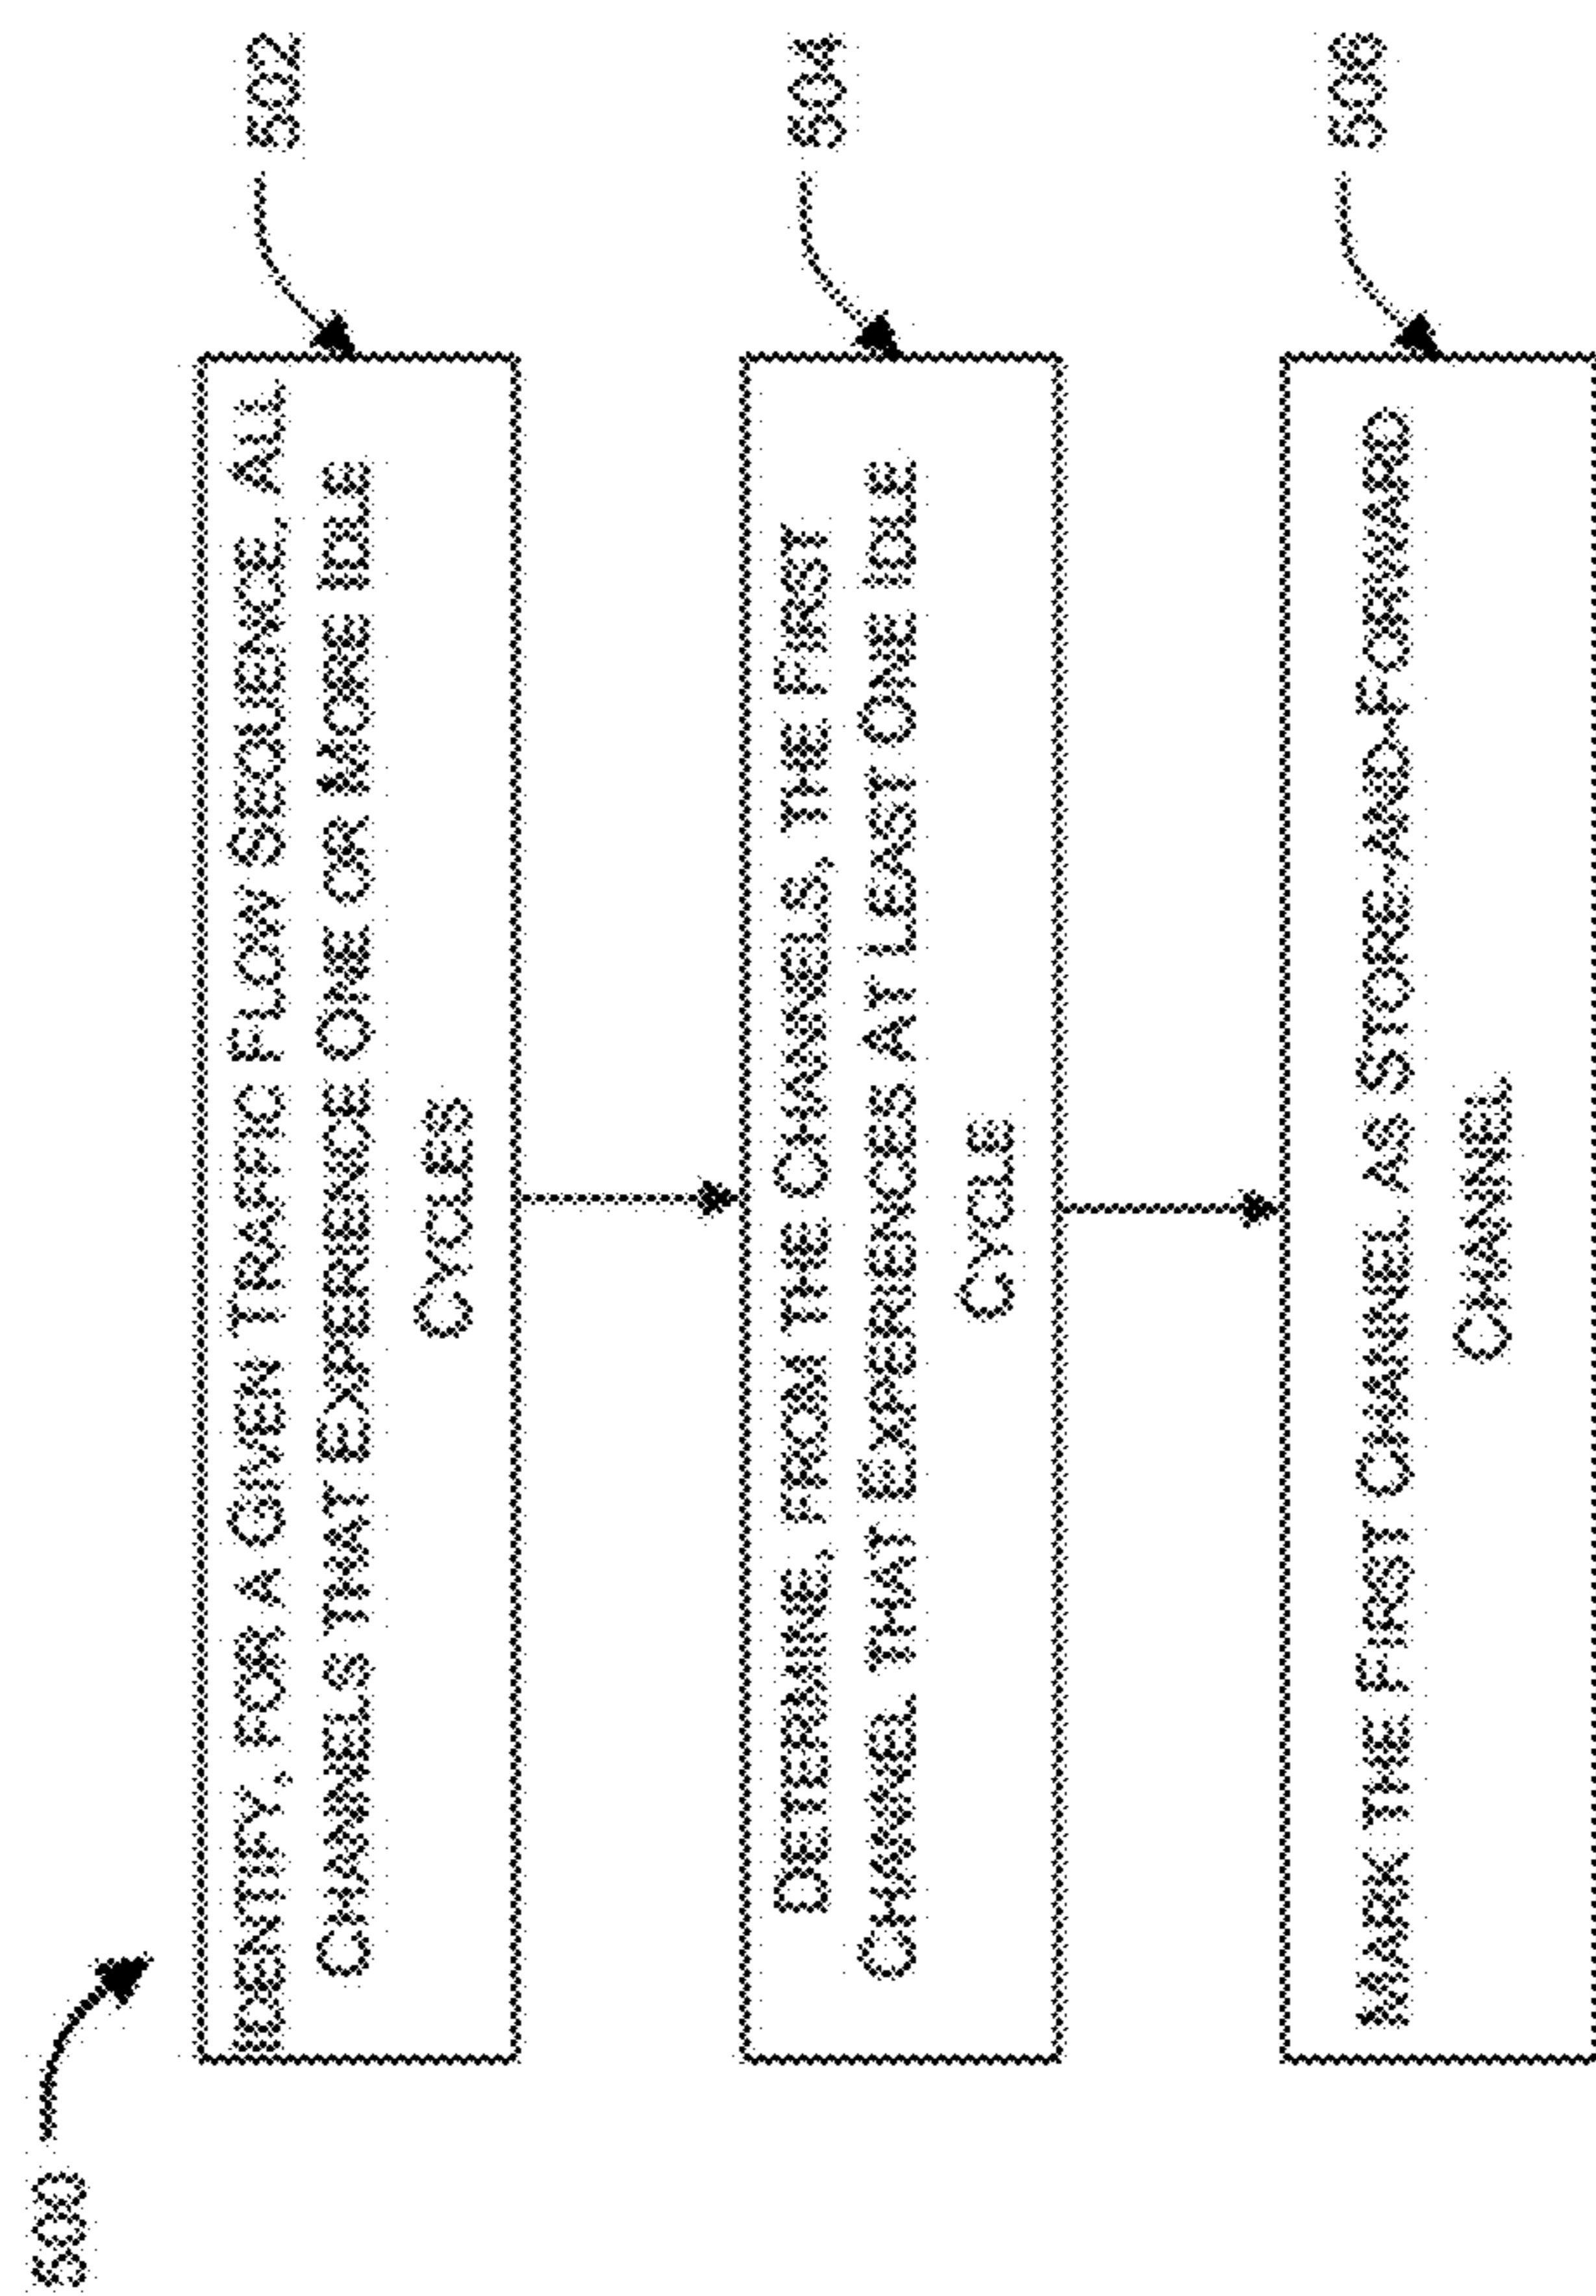 500
IDENTIFY, FOR A GIVEN TRAFFIC FLOW SEQUENCE, ALL
CHANNELS THAT EXPERIENCE ONE OR MORE IDLE
CYCLES
502
DETERMINE, FROM THE CHANNELS, THE FIRST
CHANNEL THAT EXPERIENCES AT LEAST ONE IDLE
CYCLE
504
MARK THE FIRST CHANNEL AS STORE-AND-FORWARD
CHANNEL
506